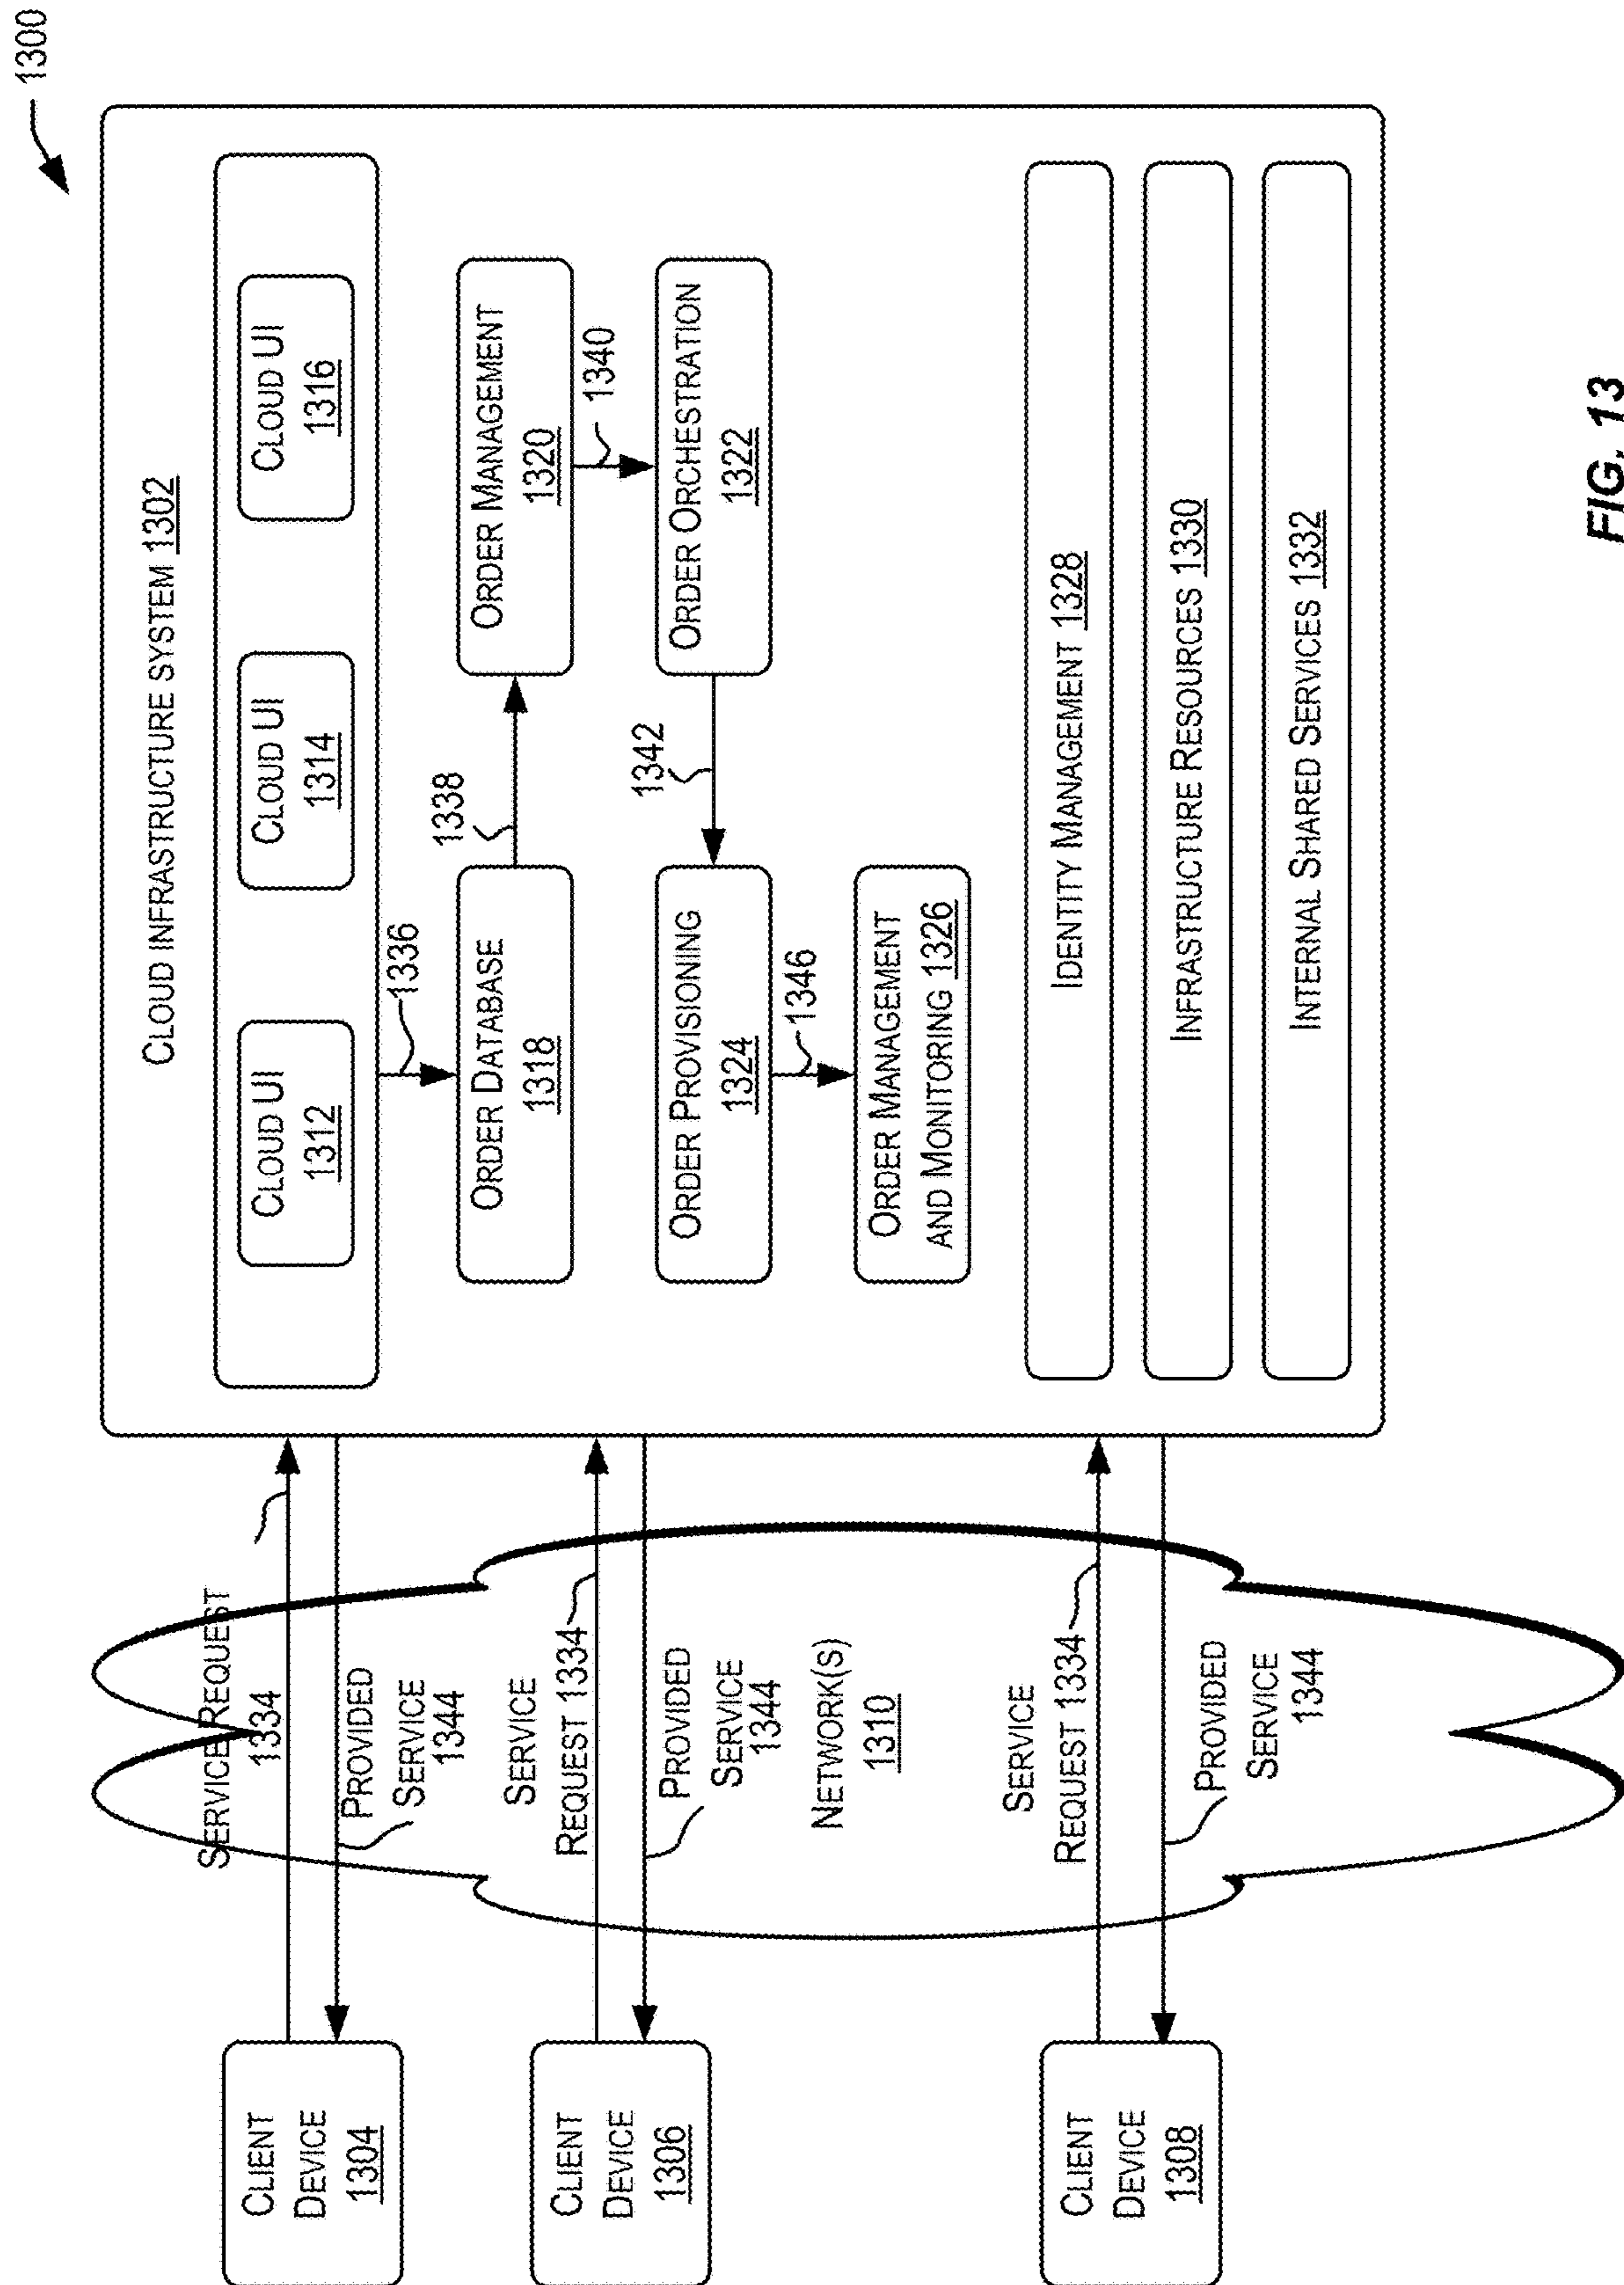 1300
CLOUD INFRASTRUCTURE SYSTEM 1302
CLOUD UI
1312
CLOUD UI
1314
CLOUD UI
1316
1336
ORDER DATABASE
1318
1338
ORDER MANAGEMENT
1320
1340
ORDER PROVISIONING
1324
1342
ORDER ORCHESTRATION
1322
1346
ORDER MANAGEMENT
AND MONITORING 1326
IDENTITY MANAGEMENT 1328
INFRASTRUCTURE RESOURCES 1330
INTERNAL SHARED SERVICES 1332
CLIENT
DEVICE
1304
SERVICE REQUEST
1334
PROVIDED
SERVICE
1344
CLIENT
DEVICE
1306
SERVICE
REQUEST 1334
PROVIDED
SERVICE
1344
NETWORK(S)
1310
CLIENT
DEVICE
1308
SERVICE
REQUEST 1334
PROVIDED
SERVICE
1344
FIG. 13